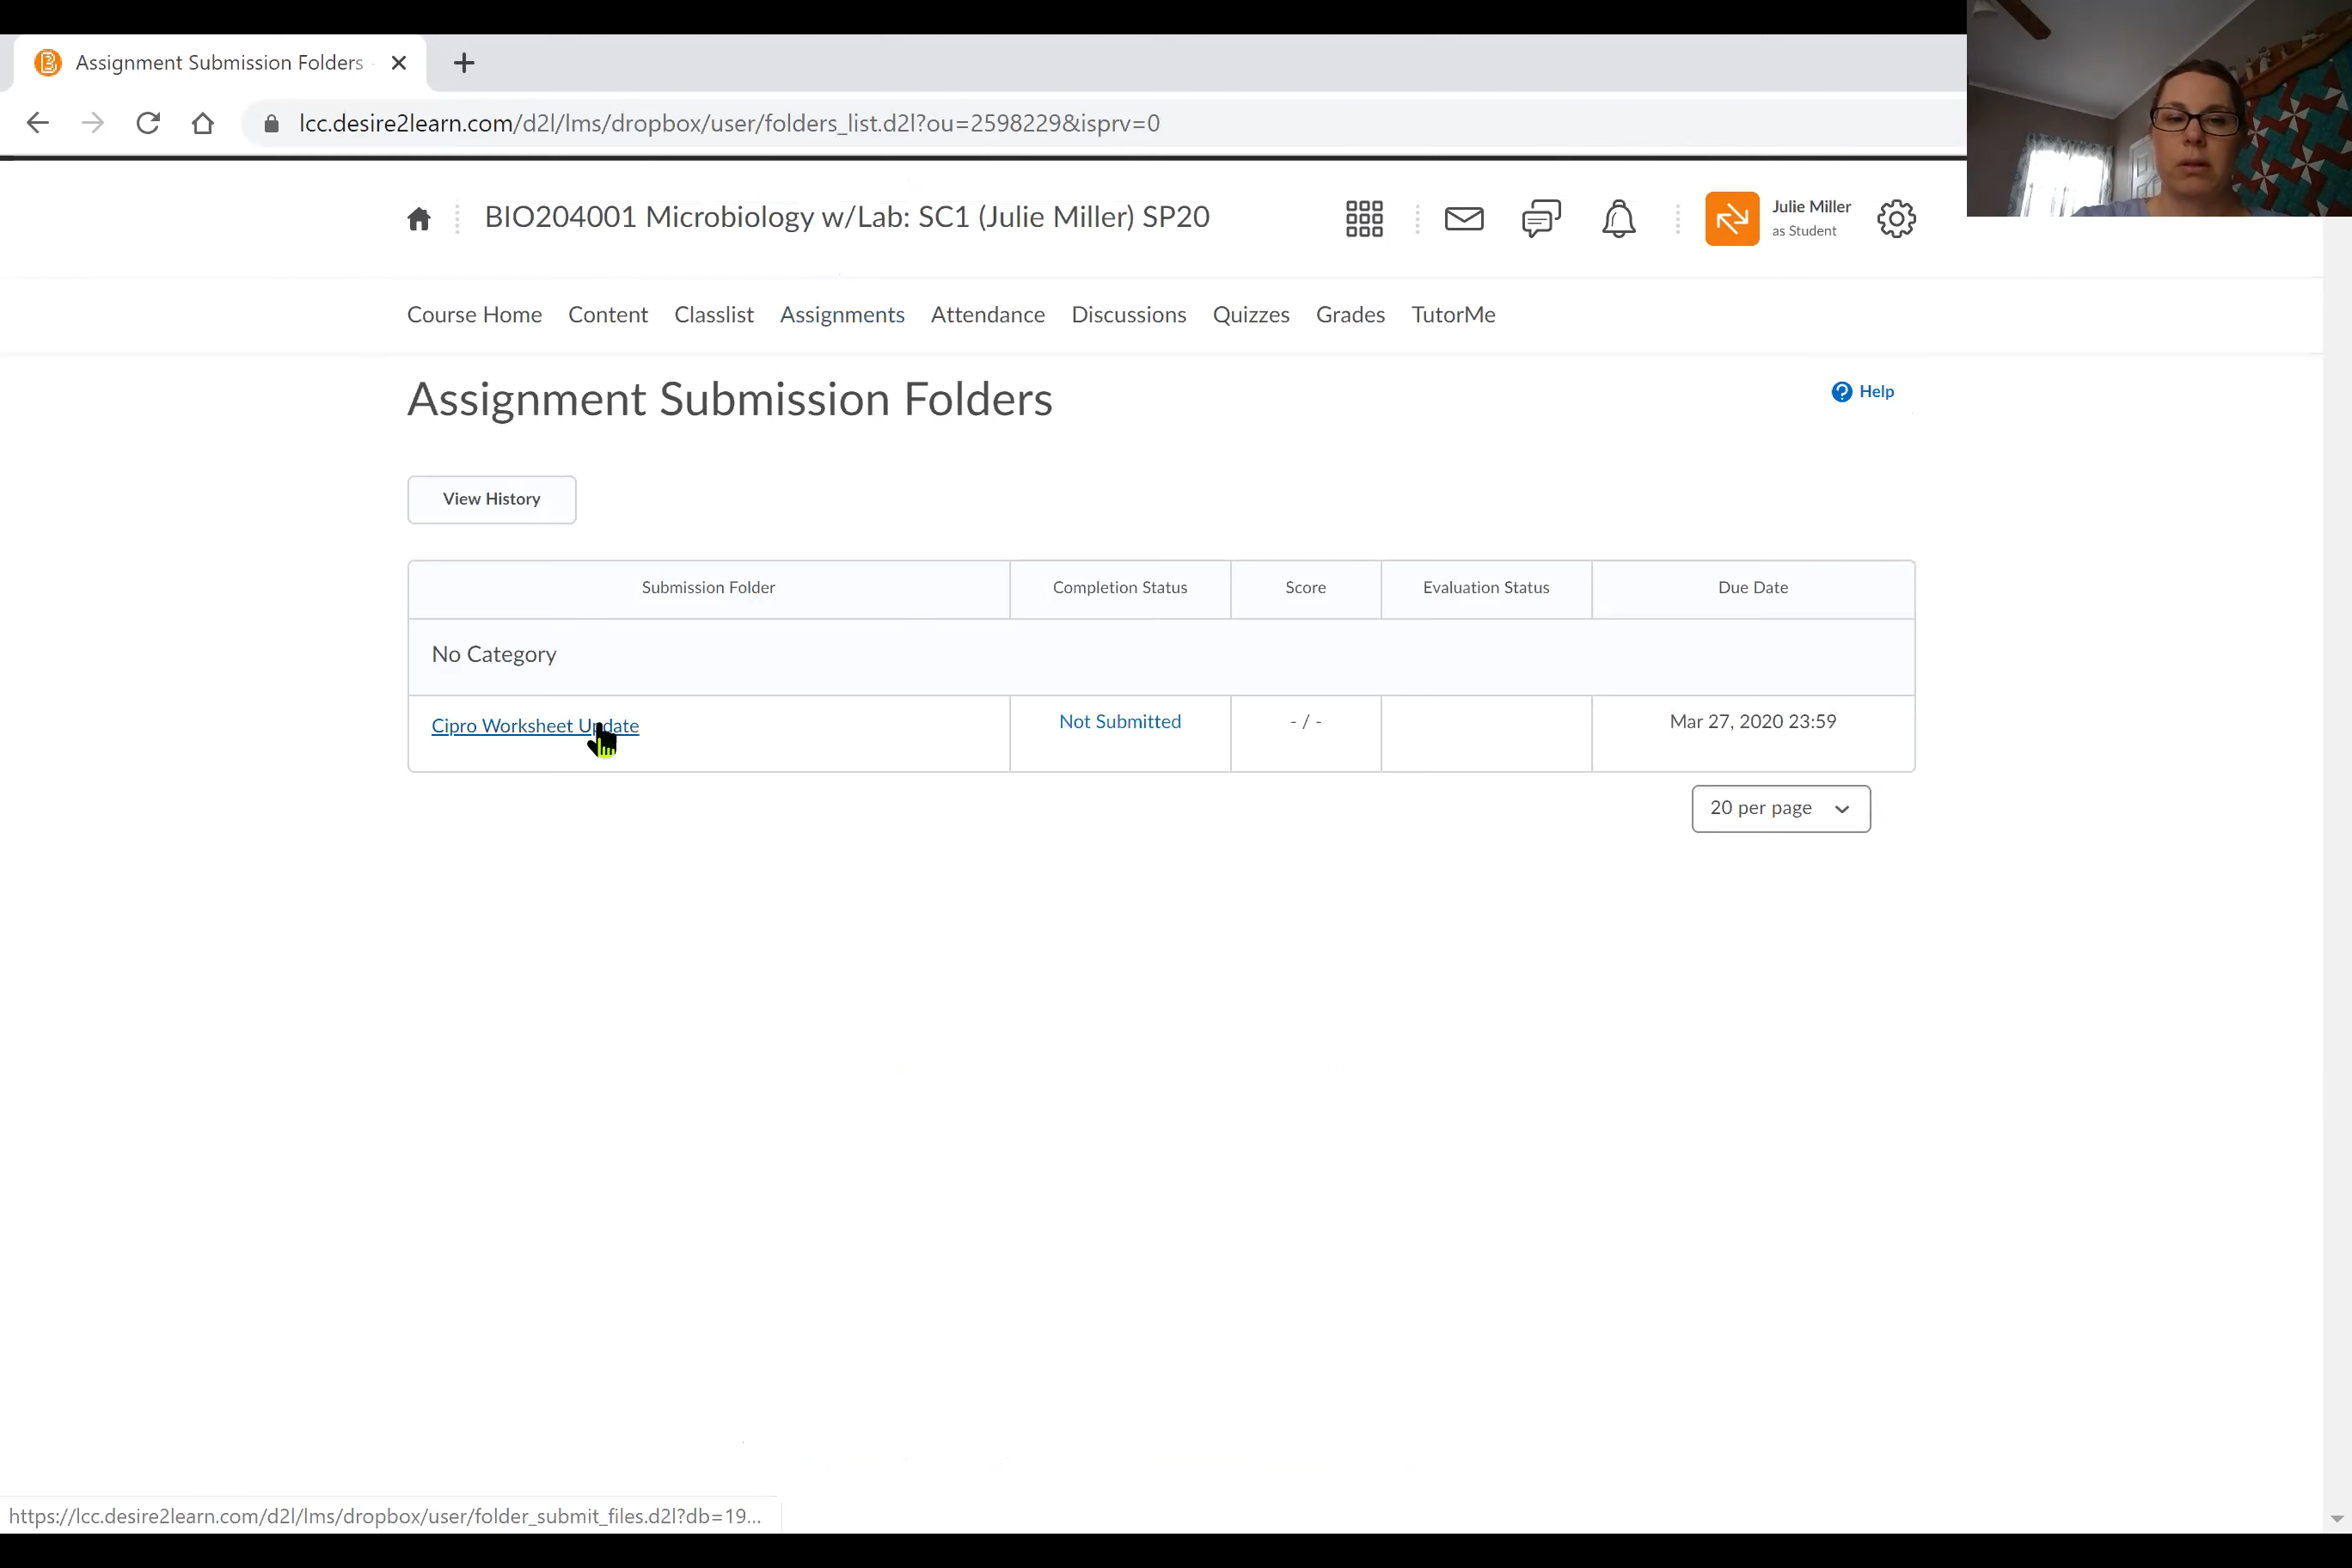 Assignment Submission Folders
lcc.desire2learn.com/d2l/lms/dropbox/user/folders_list.d2l?ou=2598229&isprv=0
BIO204001 Microbiology w/Lab: SC1 (Julie Miller) SP20
Julie Miller
as Student
Course Home Content Classlist Assignments Attendance Discussions Quizzes Grades TutorMe
Assignment Submission Folders
Help
View History
Submission Folder Completion Status Score Evaluation Status Due Date
No Category
Cipro Worksheet Update Not Submitted - / - Mar 27, 2020 23:59
20 per page
https://lcc.desire2learn.com/d2l/lms/dropbox/user/folder_submit_files.d2l?db=19...